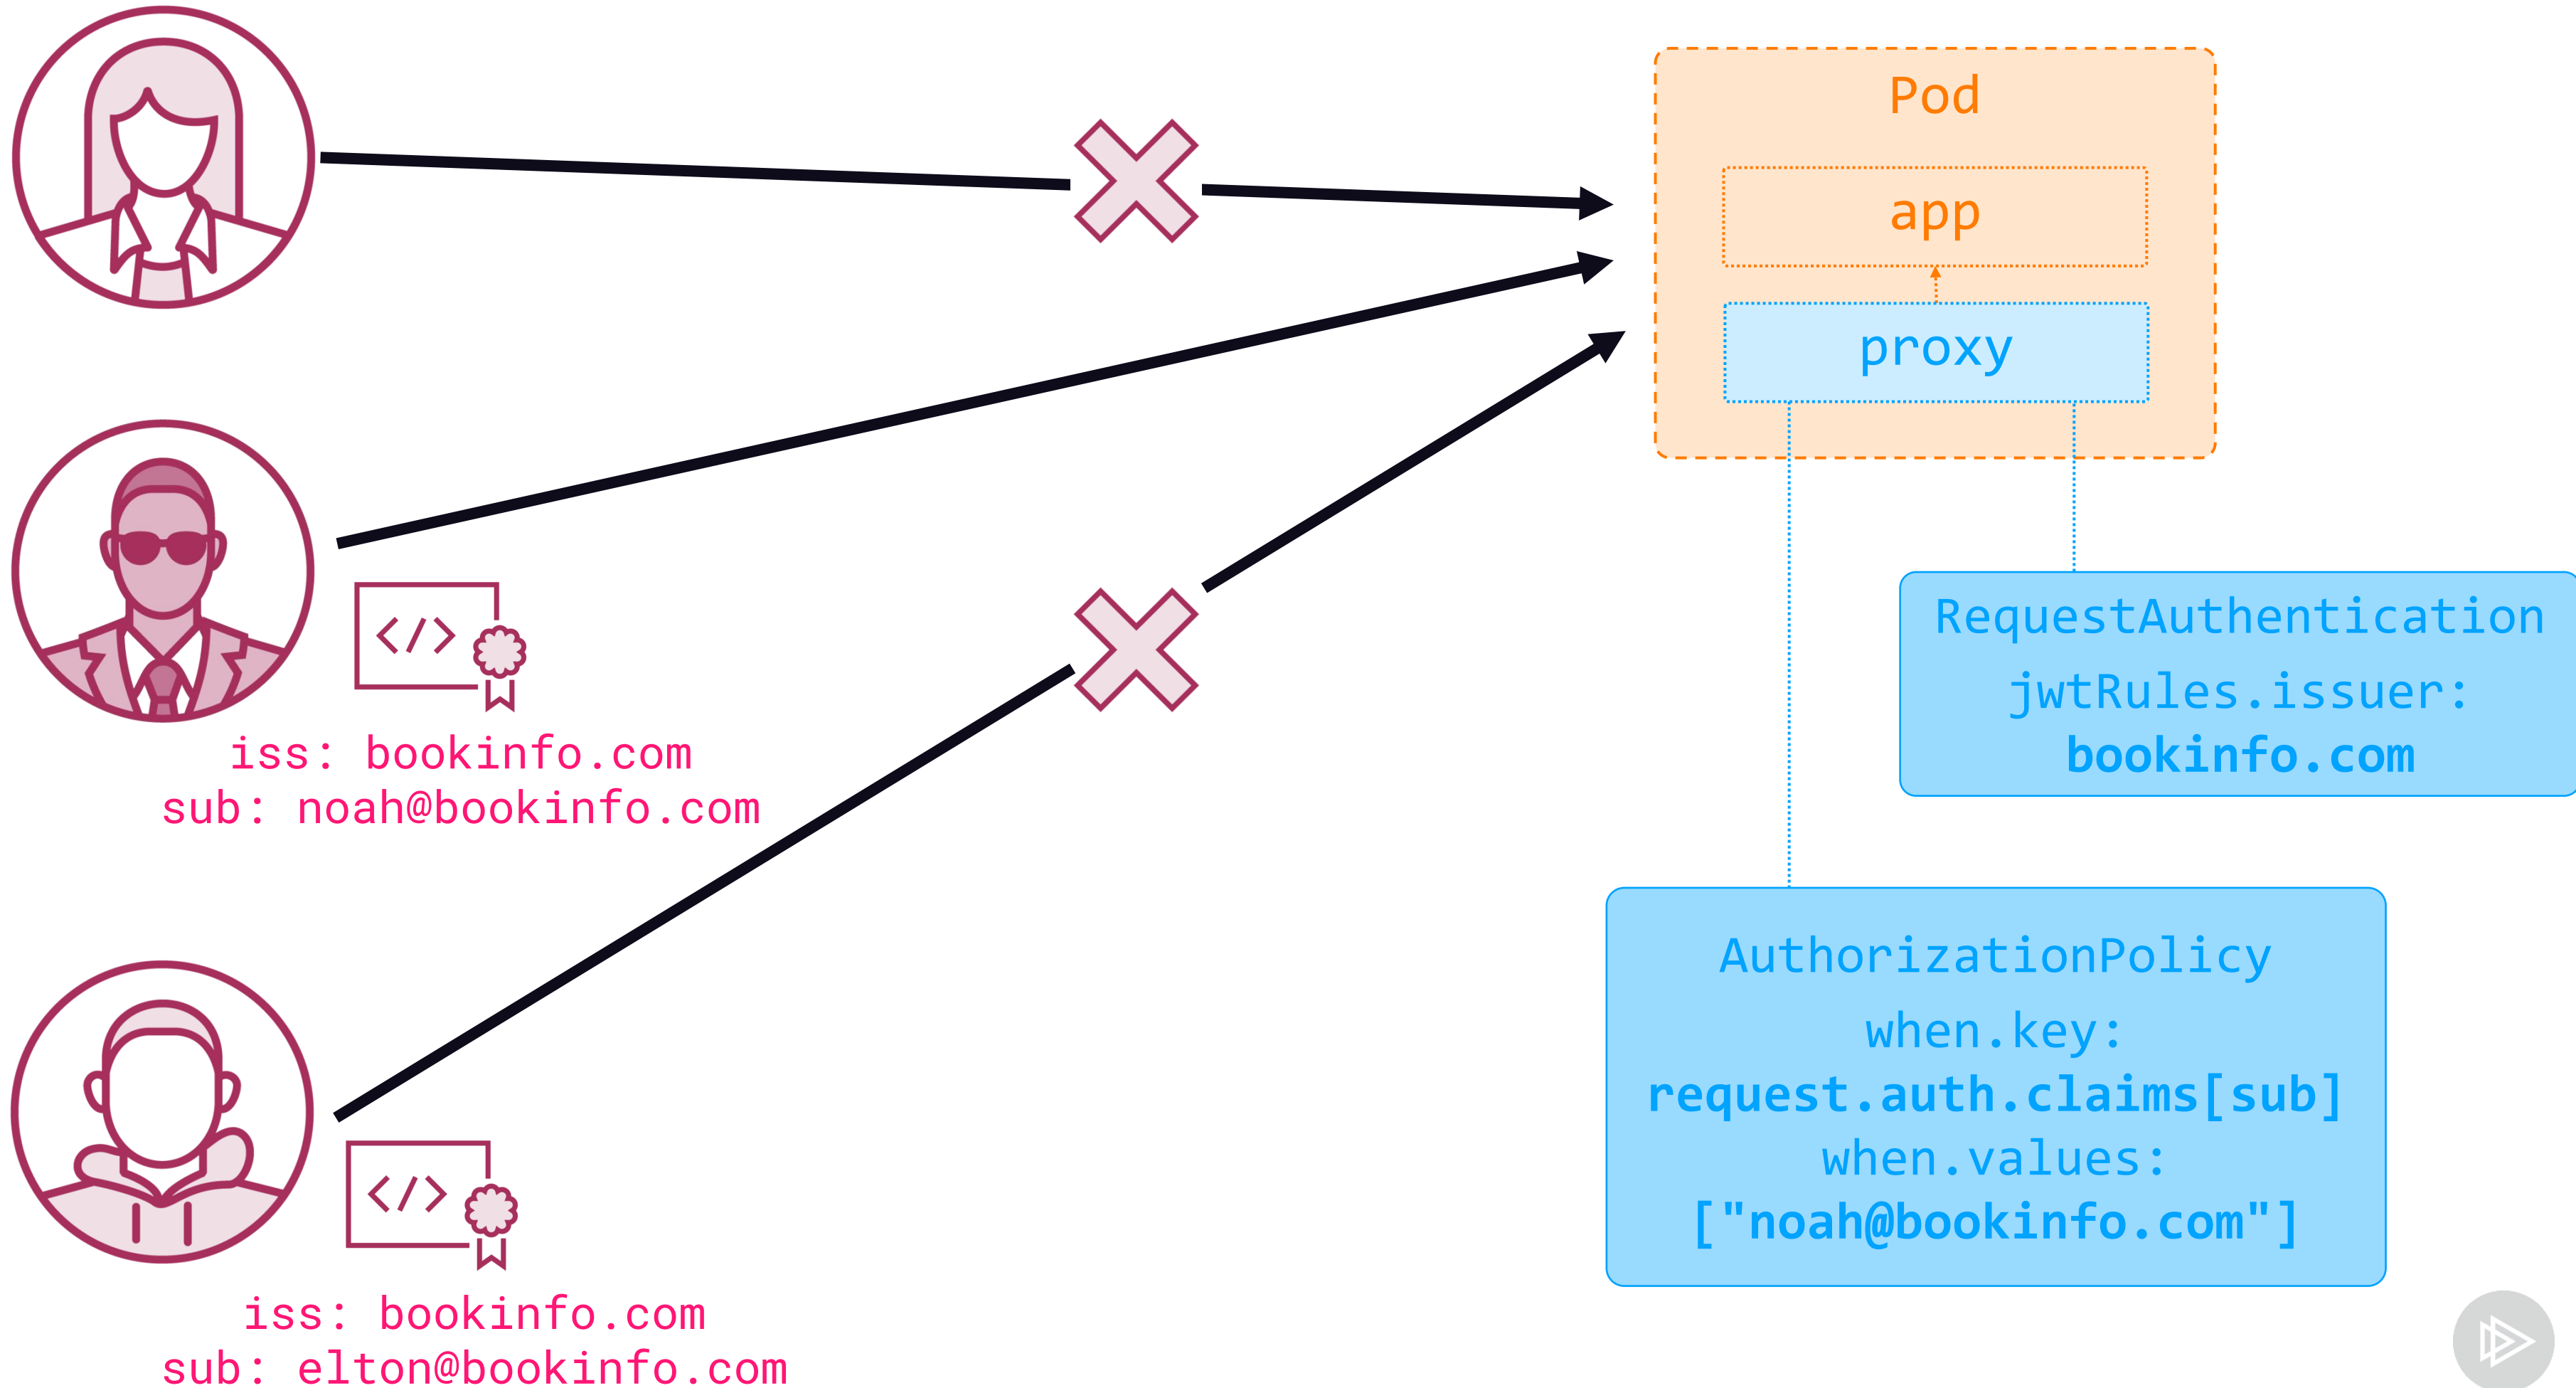 Pod
app
proxy
iss: bookinfo.com
sub: noah@bookinfo.com
RequestAuthentication
jwtRules.issuer:
bookinfo.com
AuthorizationPolicy
when.key:
request.auth.claims[sub]
when.values:
["noah@bookinfo.com"]
iss: bookinfo.com
sub: elton@bookinfo.com